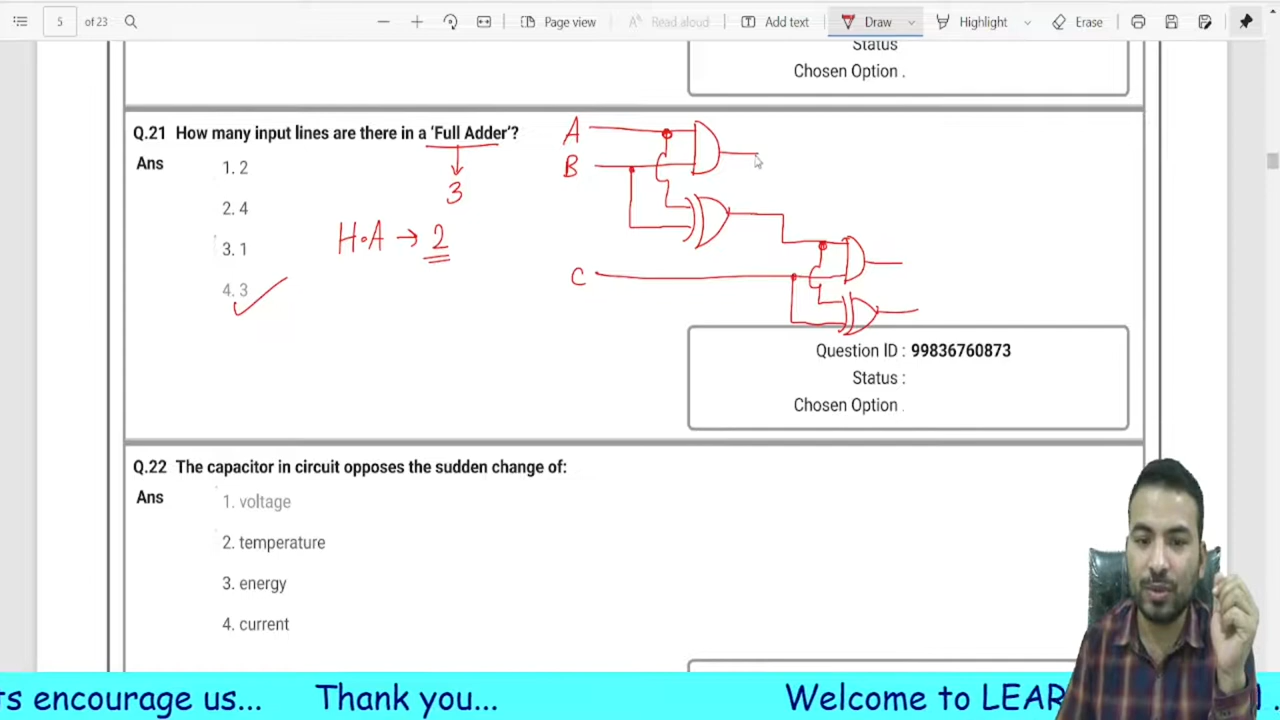 5 of 23 Page view Read aloud Add text Draw Highlight Erase
Status
Chosen Option .
Q.21 How many input lines are there in a 'Full Adder'?
Ans
1. 2
2. 4
3. 1
4. 3
3
H.A → 2
A
B
C
Question ID : 99836760873
Status :
Chosen Option .
Q.22 The capacitor in circuit opposes the sudden change of:
Ans
1. voltage
2. temperature
3. energy
4. current
ts encourage us... Thank you... Welcome to LEAR